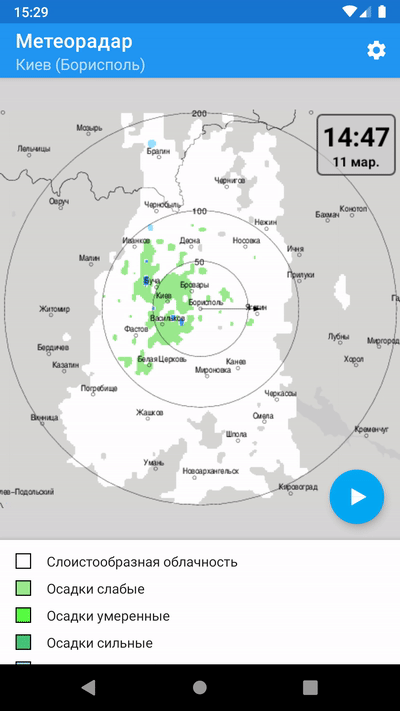 15:29
Метеорадар
Киев (Борисполь)
200
14:47
11 мар.
Мозырь
Лельчицы
Брагин
Чернигов
Овруч
Чернобыль
100
Конотоп
Бахмач
Нежин
Иванков
Десна
Носовка
Ичня
Малин
50
Прилуки
Буча
Бровары
Киев
Борисполь
Житомир
Васильков
Фастов
Лубны
Миргород
Бердичев
Белая Церковь
Хорол
Казатин
Канев
Мироновка
Погребище
Черкассы
Жашков
Смела
Винница
Шпола
Кременчуг
Умань
Новоархангельск
Кировоград
лев-Подольский
Слоистообразная облачность
Осадки слабые
Осадки умеренные
Осадки сильные